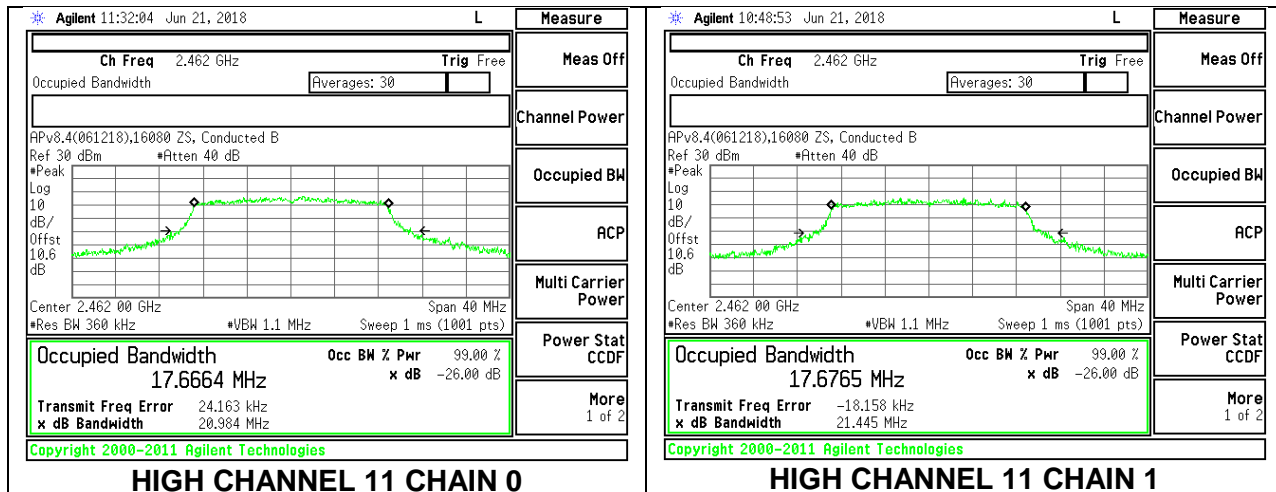 Agilent 11:32:04 Jun 21, 2018 L Measure
Ch Freq 2.462 GHz Trig Free
Occupied Bandwidth Averages: 30
APv8.4(061218),16080 ZS, Conducted B
Ref 30 dBm #Atten 40 dB
#Peak
Log
10
dB/
Offst
10.6
dB
Center 2.462 00 GHz Span 40 MHz
#Res BW 360 kHz #VBW 1.1 MHz Sweep 1 ms (1001 pts)
Occupied Bandwidth Occ BW % Pwr 99.00 %
17.6664 MHz x dB -26.00 dB
Transmit Freq Error 24.163 kHz
x dB Bandwidth 20.984 MHz
Copyright 2000-2011 Agilent Technologies
Meas Off
Channel Power
Occupied BW
ACP
Multi Carrier
Power
Power Stat
CCDF
More
1 of 2
HIGH CHANNEL 11 CHAIN 0
Agilent 10:48:53 Jun 21, 2018 L Measure
Ch Freq 2.462 GHz Trig Free
Occupied Bandwidth Averages: 30
APv8.4(061218),16080 ZS, Conducted B
Ref 30 dBm #Atten 40 dB
#Peak
Log
10
dB/
Offst
10.6
dB
Center 2.462 00 GHz Span 40 MHz
#Res BW 360 kHz #VBW 1.1 MHz Sweep 1 ms (1001 pts)
Occupied Bandwidth Occ BW % Pwr 99.00 %
17.6765 MHz x dB -26.00 dB
Transmit Freq Error -18.158 kHz
x dB Bandwidth 21.445 MHz
Copyright 2000-2011 Agilent Technologies
Meas Off
Channel Power
Occupied BW
ACP
Multi Carrier
Power
Power Stat
CCDF
More
1 of 2
HIGH CHANNEL 11 CHAIN 1